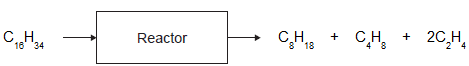 C₁₆H₃₄ Reactor C₈H₁₈ + C₄H₈ + 2C₂H₄